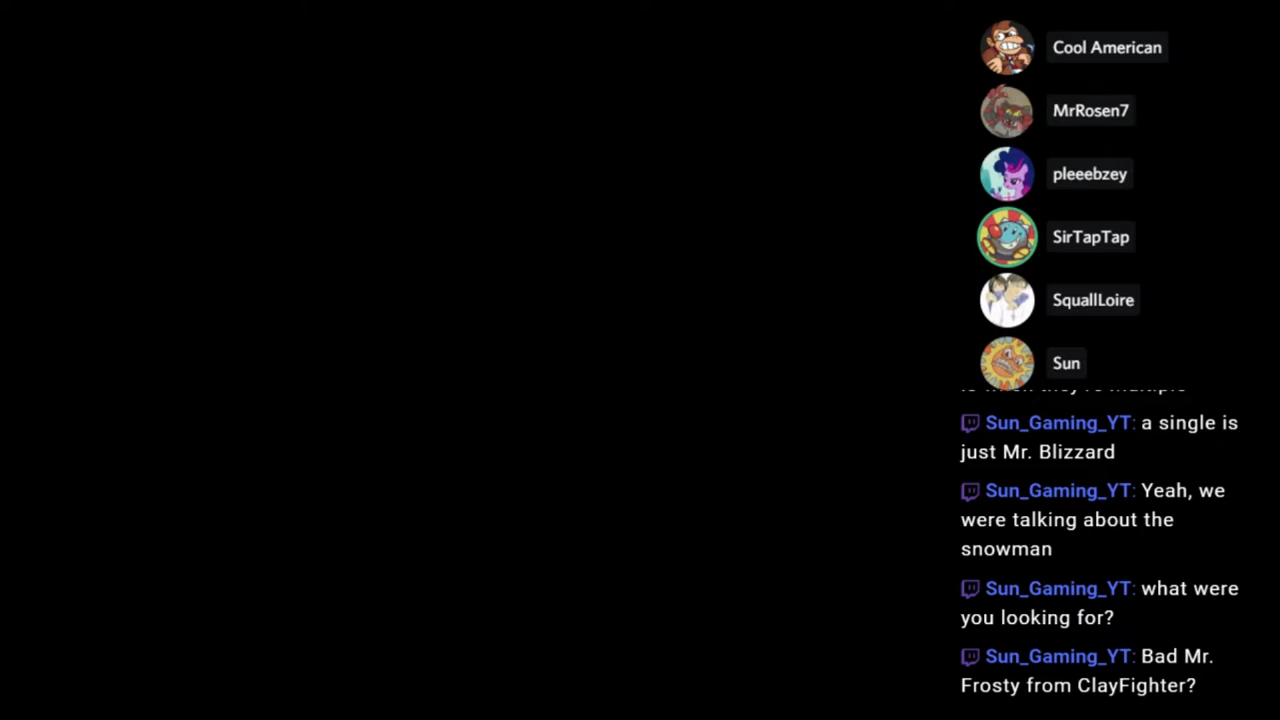 Cool American
MrRosen7
pleeebzey
SirTapTap
SquallLoire
Sun
Sun_Gaming_YT: a single is
just Mr. Blizzard
Sun_Gaming_YT: Yeah, we
were talking about the
snowman
Sun_Gaming_YT: what were
you looking for?
Sun_Gaming_YT: Bad Mr.
Frosty from ClayFighter?